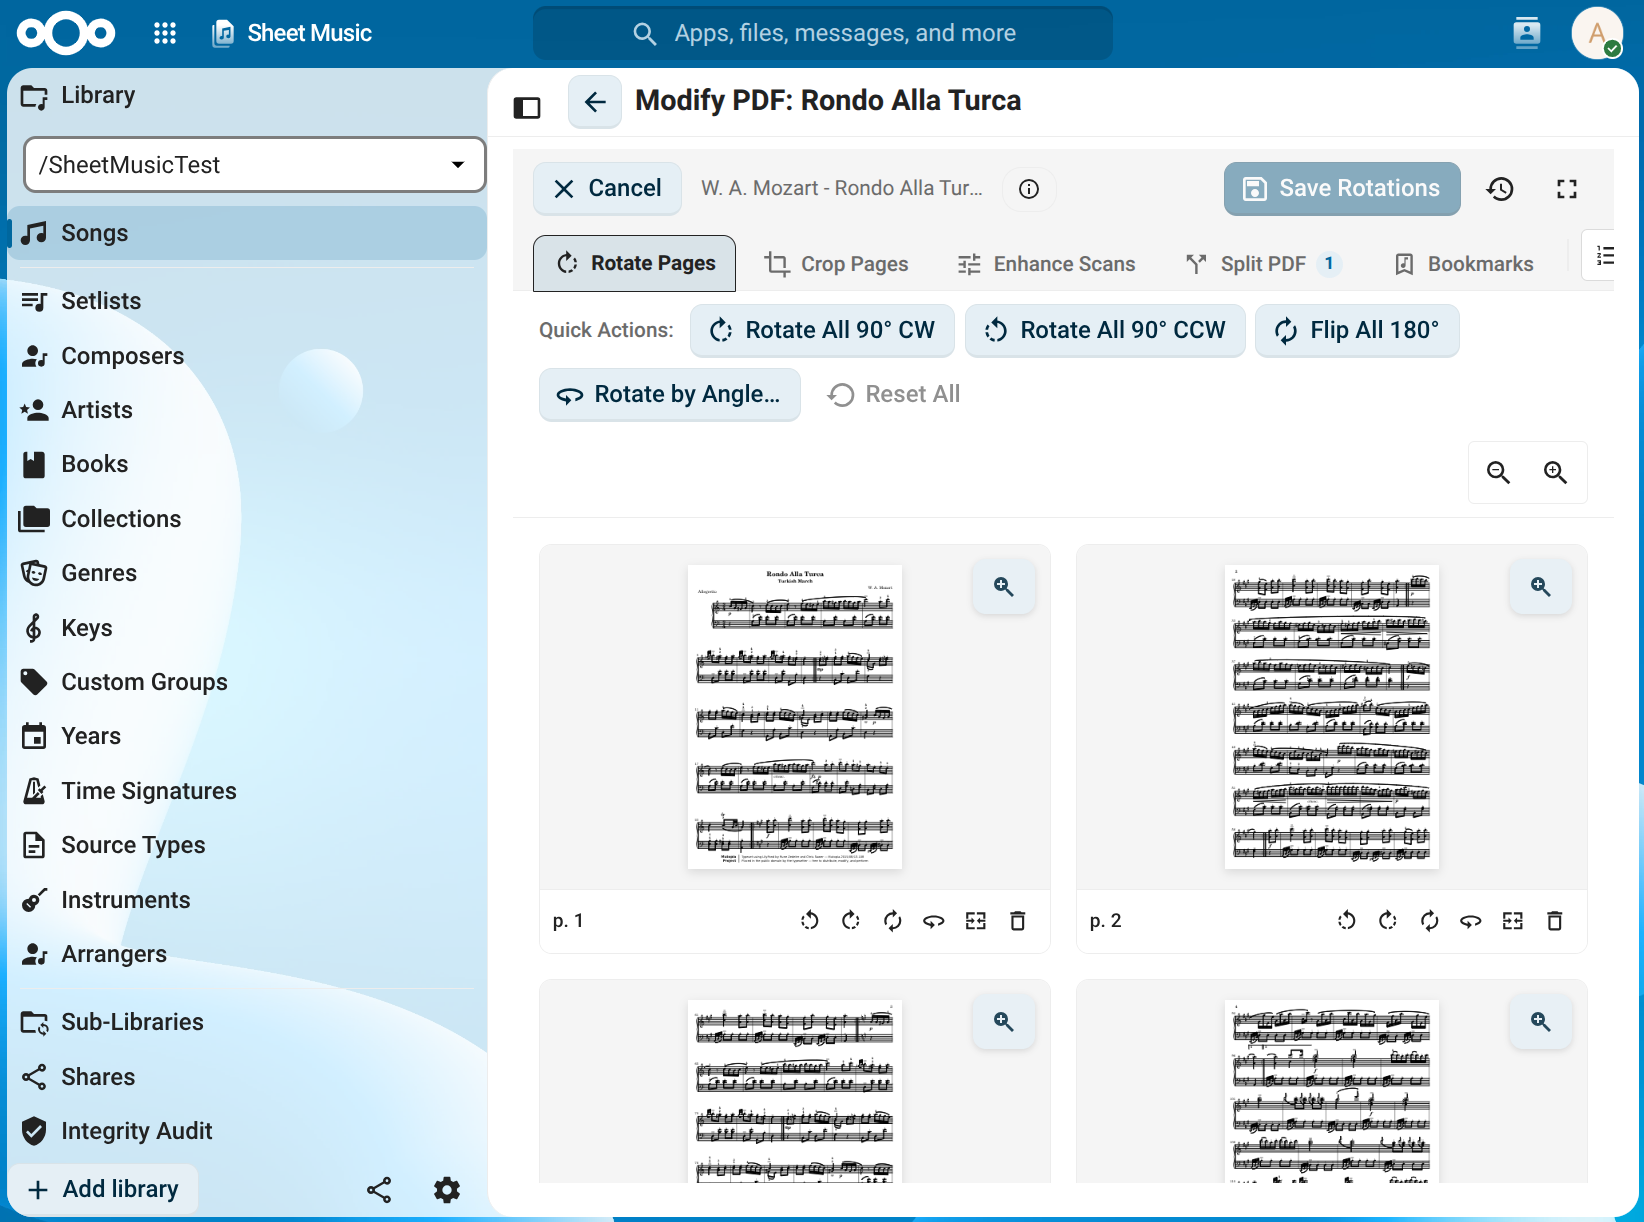 Sheet Music
Apps, files, messages, and more
A
Library
/SheetMusicTest
Songs
Setlists
Composers
Artists
Books
Collections
Genres
Keys
Custom Groups
Years
Time Signatures
Source Types
Instruments
Arrangers
Sub-Libraries
Shares
Integrity Audit
Add library
Modify PDF: Rondo Alla Turca
Cancel
W. A. Mozart - Rondo Alla Tur...
Save Rotations
Rotate Pages
Crop Pages
Enhance Scans
Split PDF 1
Bookmarks
Quick Actions:
Rotate All 90° CW
Rotate All 90° CCW
Flip All 180°
Rotate by Angle...
Reset All
Rondo Alla Turca
Turkish March
W. A. Mozart
Allegretto
p. 1
p. 2